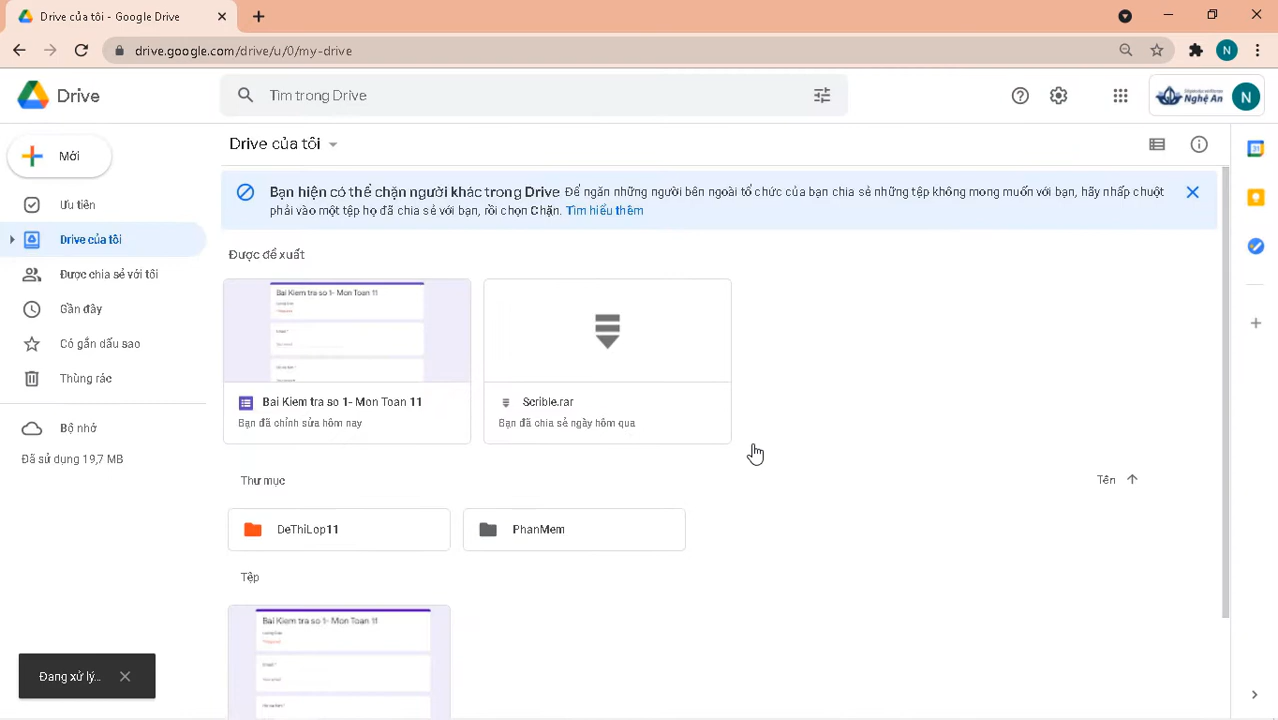 Drive của tôi - Google Drive
drive.google.com/drive/u/0/my-drive
N
Drive
Tìm trong Drive
Nghệ An
N
Mới
Drive của tôi
Bạn hiện có thể chặn người khác trong Drive Để ngăn những người bên ngoài tổ chức của bạn chia sẻ những tệp không mong muốn với bạn, hãy nhấp chuột
phải vào một tệp họ đã chia sẻ với bạn, rồi chọn Chặn. Tìm hiểu thêm
Ưu tiên
Drive của tôi
Được chia sẻ với tôi
Gần đây
Có gắn dấu sao
Thùng rác
Bộ nhớ
Đã sử dụng 19,7 MB
Được đề xuất
Bai Kiem tra so 1- Mon Toan 11
Bai Kiem tra so 1- Mon Toan 11
Bạn đã chỉnh sửa hôm nay
Scrible.rar
Bạn đã chia sẻ ngày hôm qua
Thư mục
Tên
DeThiLop11
PhanMem
Tệp
Bai Kiem tra so 1- Mon Toan 11
Đang xử lý...